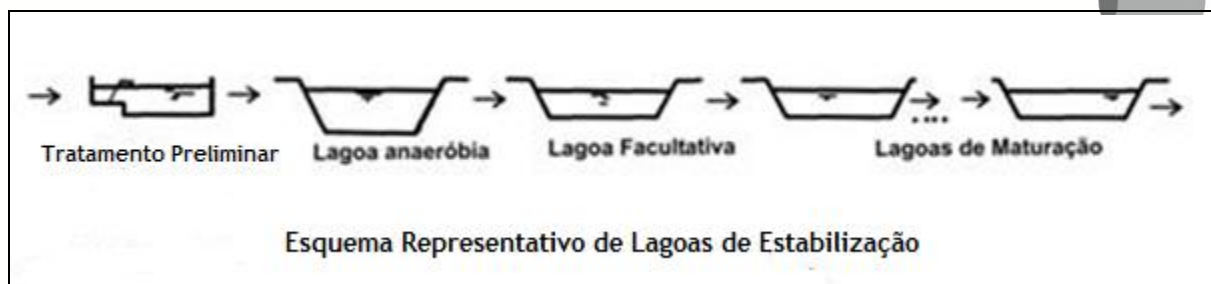 Tratamento Preliminar
Lagoa anaeróbia
Lagoa Facultativa
Lagoas de Maturação
Esquema Representativo de Lagoas de Estabilização